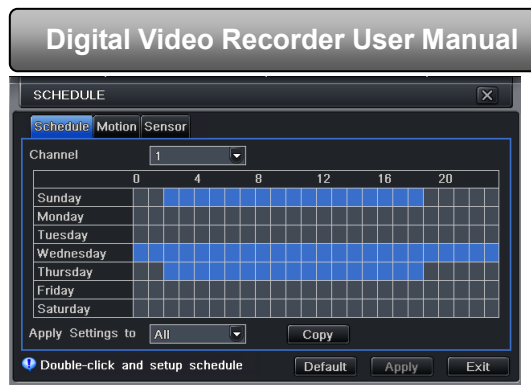 Digital Video Recorder User Manual
SCHEDULE
Schedule Motion Sensor
Channel 1
0 4 8 12 16 20
Sunday
Monday
Tuesday
Wednesday
Thursday
Friday
Saturday
Apply Settings to All Copy
Double-click and setup schedule Default Apply Exit